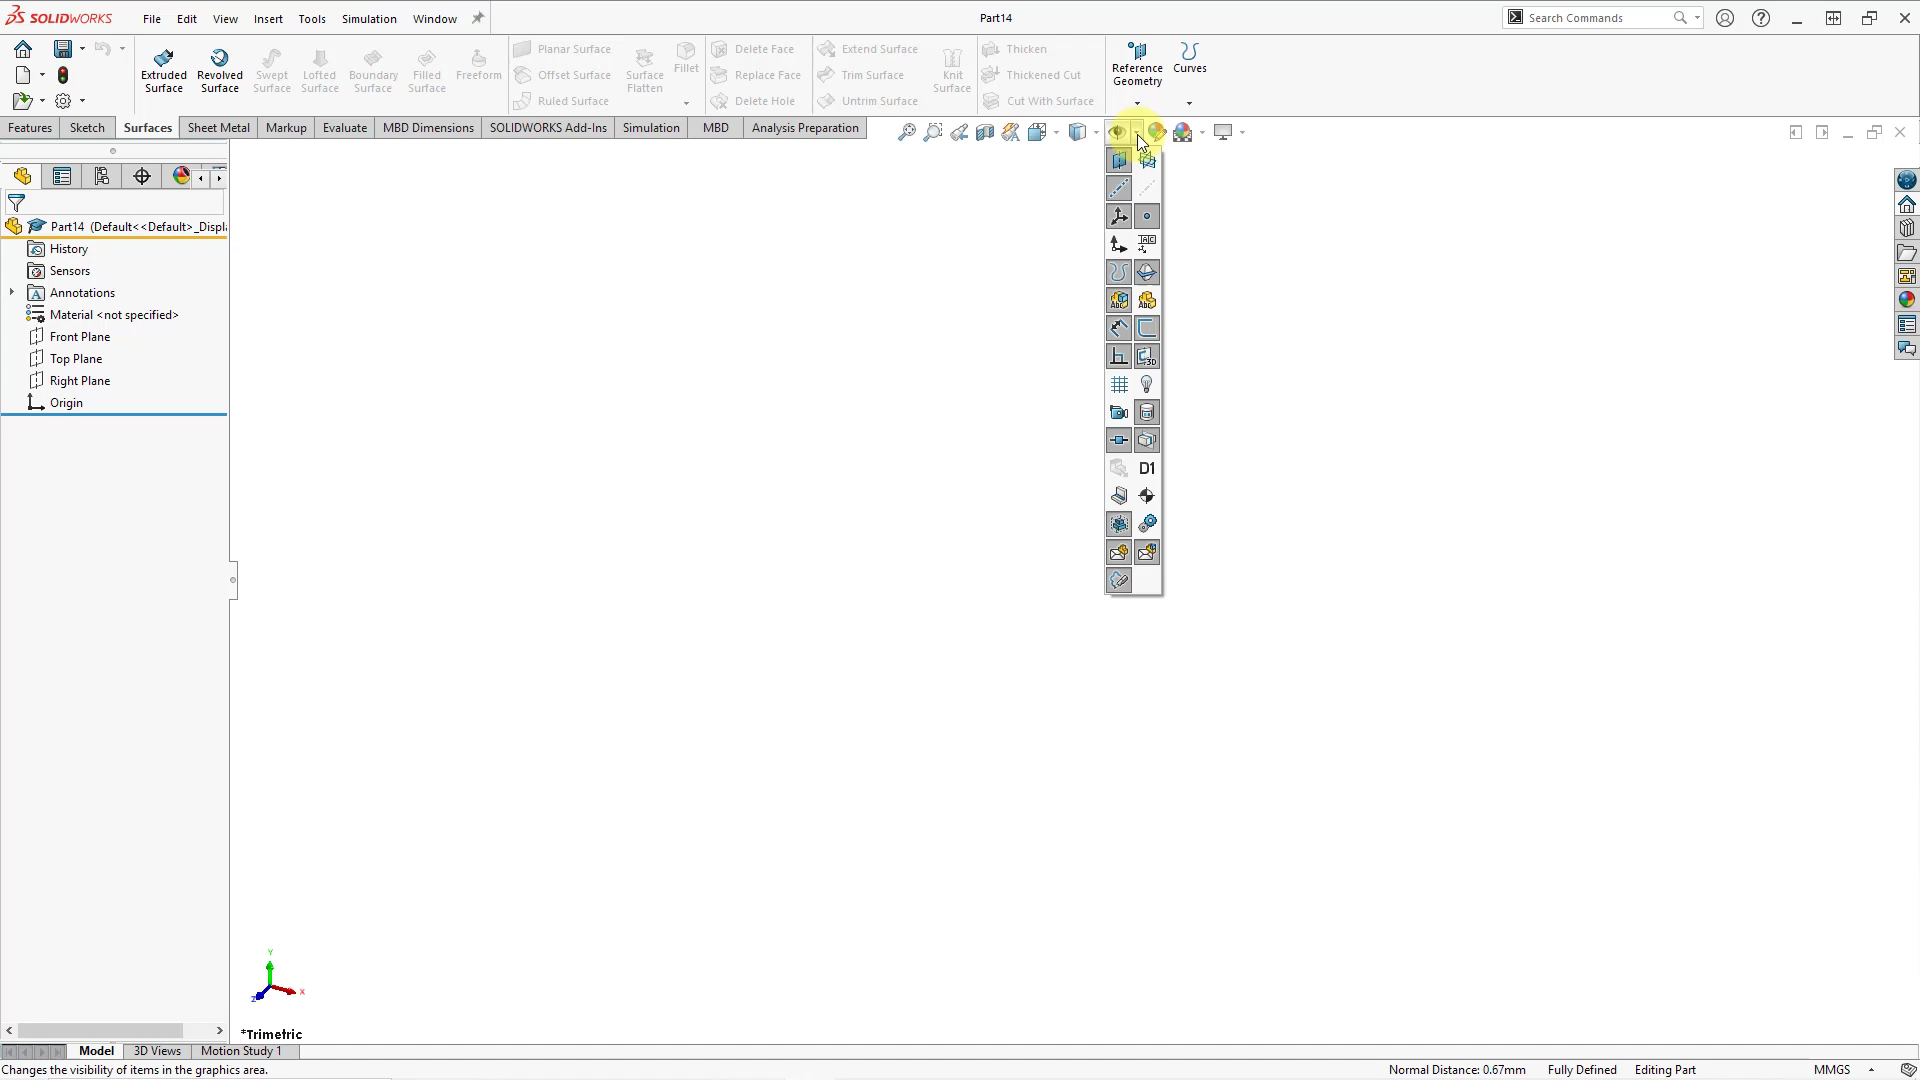 SOLIDWORKS File Edit View Insert Tools Simulation Window Part14 Search Commands
Extruded Surface
Revolved Surface
Swept Surface
Lofted Surface
Boundary Surface
Filled Surface
Freeform
Planar Surface
Offset Surface
Ruled Surface
Surface Flatten
Fillet
Delete Face
Replace Face
Delete Hole
Extend Surface
Trim Surface
Untrim Surface
Knit Surface
Thicken
Thickened Cut
Cut With Surface
Reference Geometry
Curves
Features Sketch Surfaces Sheet Metal Markup Evaluate MBD Dimensions SOLIDWORKS Add-Ins Simulation MBD Analysis Preparation
Part14 (Default<<Default>_Displ
History
Sensors
A Annotations
Material <not specified>
Front Plane
Top Plane
Right Plane
Origin
Abc Abc
3D
D1
Y
X
Z
*Trimetric
Model 3D Views Motion Study 1
Changes the visibility of items in the graphics area. Normal Distance: 0.67mm Fully Defined Editing Part MMGS